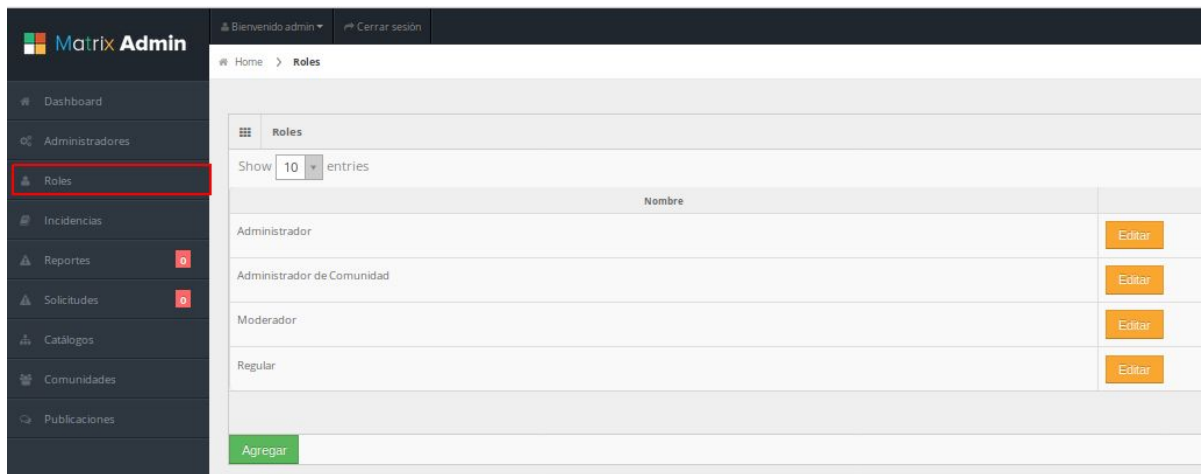 Matrix Admin
Bienvenido admin
Cerrar sesión
Home > Roles
Dashboard
Administradores
Roles
Incidencias
Reportes 0
Solicitudes 0
Catálogos
Comunidades
Publicaciones
Roles
Show 10 entries
Nombre
Administrador Editar
Administrador de Comunidad Editar
Moderador Editar
Regular Editar
Agregar